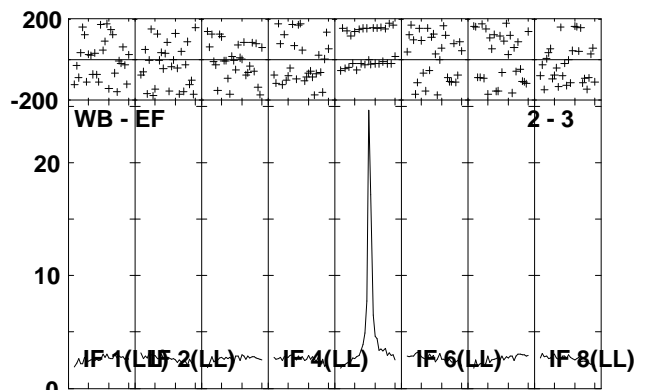 200
-200
WB - EF
2 - 3
20
10
0
IF 1(LL)
IF 2(LL)
IF 4(LL)
IF 6(LL)
IF 8(LL)